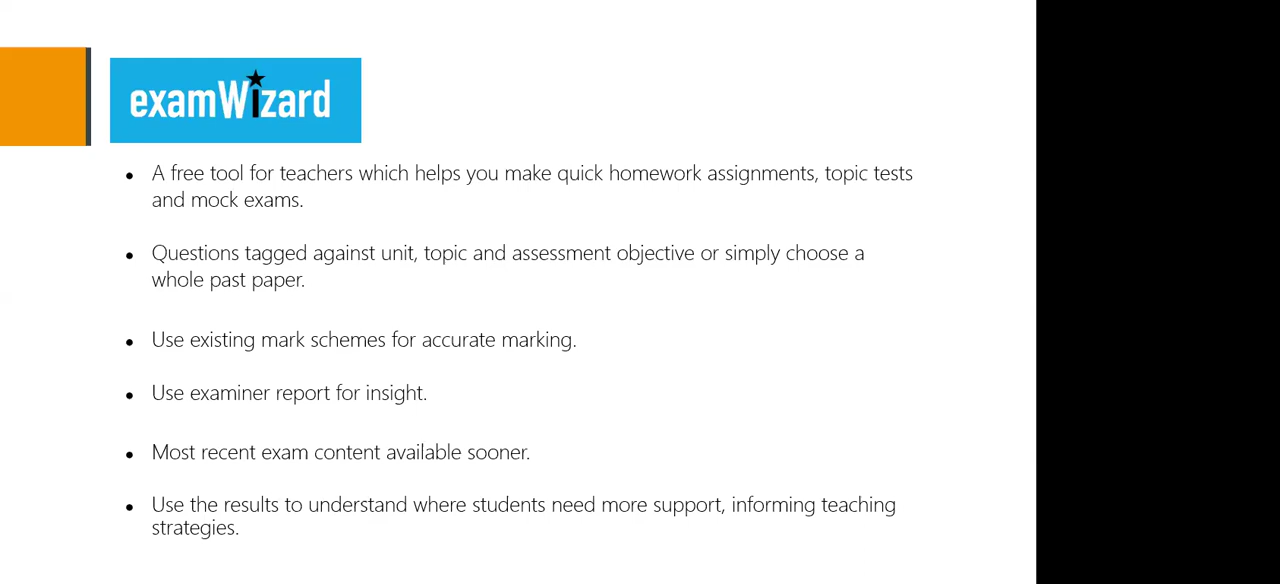 examWizard
• A free tool for teachers which helps you make quick homework assignments, topic tests
and mock exams.
• Questions tagged against unit, topic and assessment objective or simply choose a
whole past paper.
• Use existing mark schemes for accurate marking.
• Use examiner report for insight.
• Most recent exam content available sooner.
• Use the results to understand where students need more support, informing teaching
strategies.